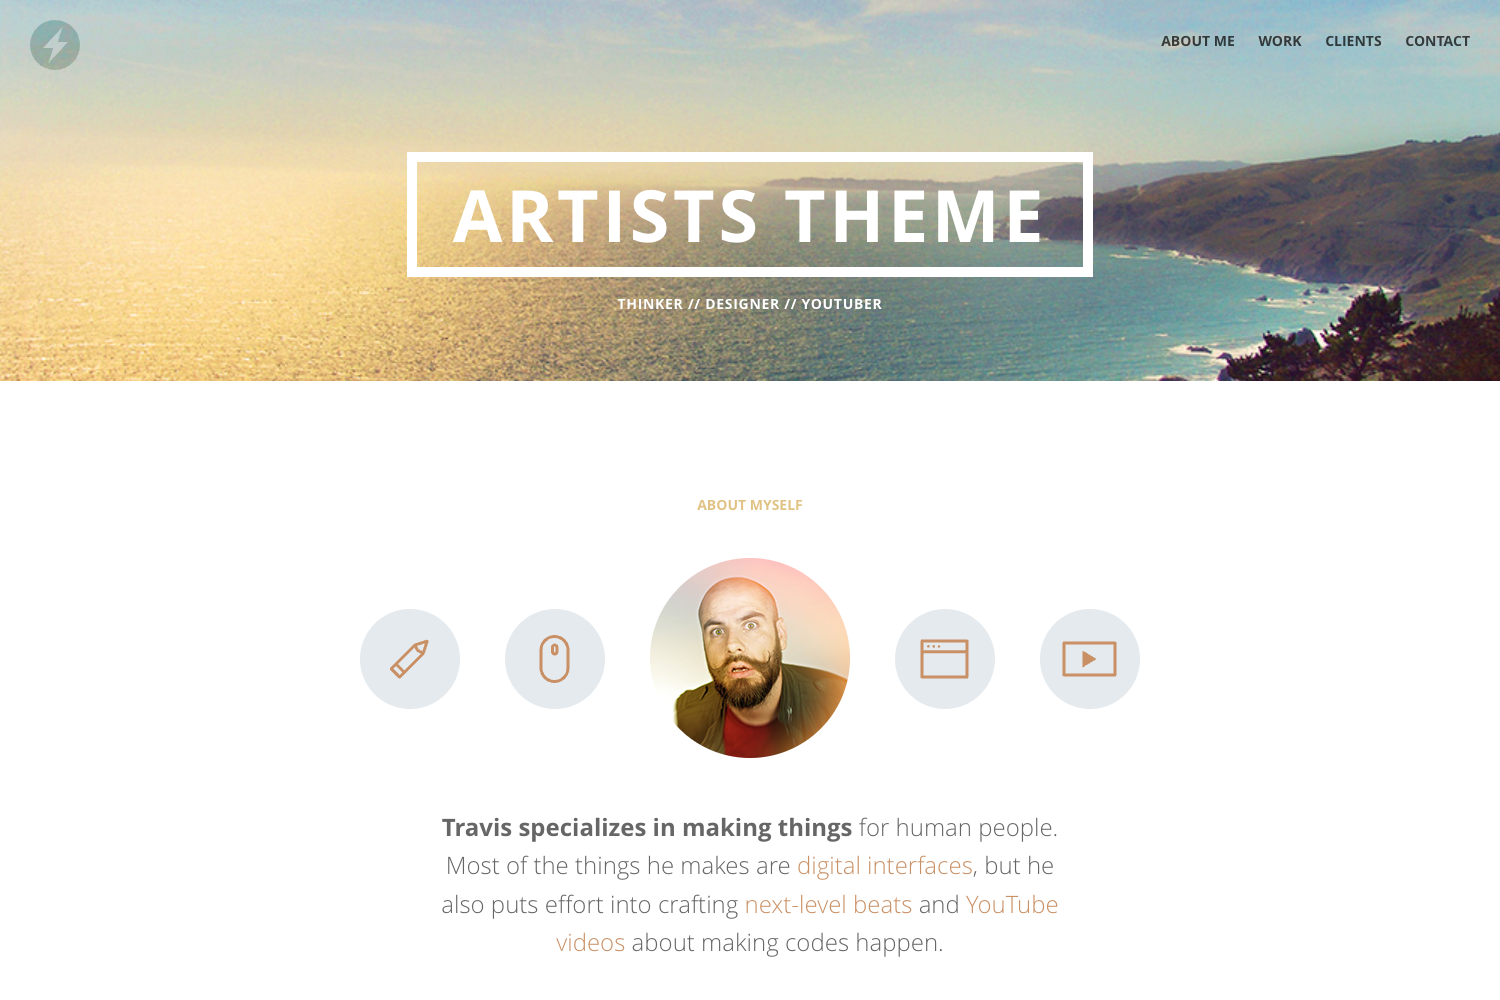 ABOUT ME WORK CLIENTS CONTACT
ARTISTS THEME
THINKER // DESIGNER // YOUTUBER
ABOUT MYSELF
Travis specializes in making things for human people.
Most of the things he makes are digital interfaces, but he
also puts effort into crafting next-level beats and YouTube
videos about making codes happen.